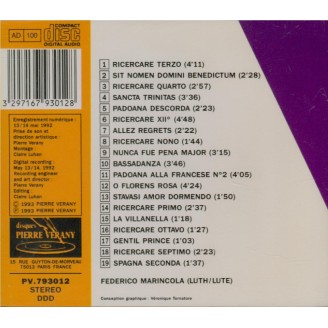 AD 100
COMPACT
disc
DIGITAL AUDIO
3 297167 930128
Enregistrement numérique :
13/14 mai 1992
Prise de son et
direction artistique :
Pierre Verany
Montage :
Claire Luhan
Digital recording :
May 13/14, 1992
Recording engineer
and art director :
Pierre Verany
Editing
Claire Luhan
℗ 1993 PIERRE VERANY
© 1993 PIERRE VERANY
disques
PIERRE VERANY
25 RUE GUYTON-DE-MORVEAU
75013 PARIS FRANCE
PV.793012
STEREO
DDD
1 RICERCARE TERZO (4'11)
2 SIT NOMEN DOMINI BENEDICTUM (2'28)
3 RICERCARE QUARTO (2'57)
4 SANCTA TRINITAS (3'36)
5 PADOANA DESCORDA (2'23)
6 RICERCARE XII° (4'48)
7 ALLEZ REGRETS (2'22)
8 RICERCARE NONO (1'44)
9 NUNCA FUE PENA MAJOR (3'15)
10 BASSADANZA (3'46)
11 PADOANA ALLA FRANCESE N°2 (4'05)
12 O FLORENS ROSA (4'24)
13 STAVASI AMOR DORMENDO (1'50)
14 RICERCARE PRIMO (2'37)
15 LA VILLANELLA (1'18)
16 RICERCARE OTTAVO (1'27)
17 GENTIL PRINCE (1'03)
18 RICERCARE SEPTIMO (2'23)
19 SPAGNA SECONDA (1'37)
FEDERICO MARINCOLA (LUTH/LUTE)
Conception graphique : Véronique Tonnatore